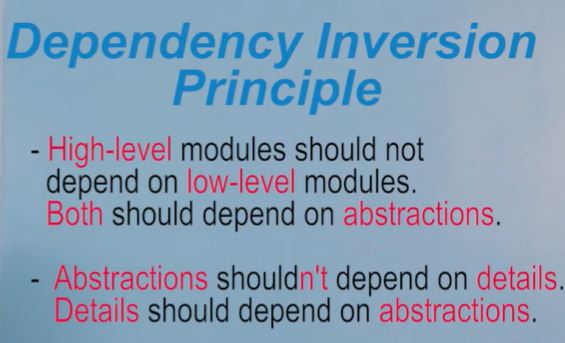 Dependency Inversion
Principle
- High-level modules should not
depend on low-level modules.
Both should depend on abstractions.
- Abstractions shouldn't depend on details.
Details should depend on abstractions.